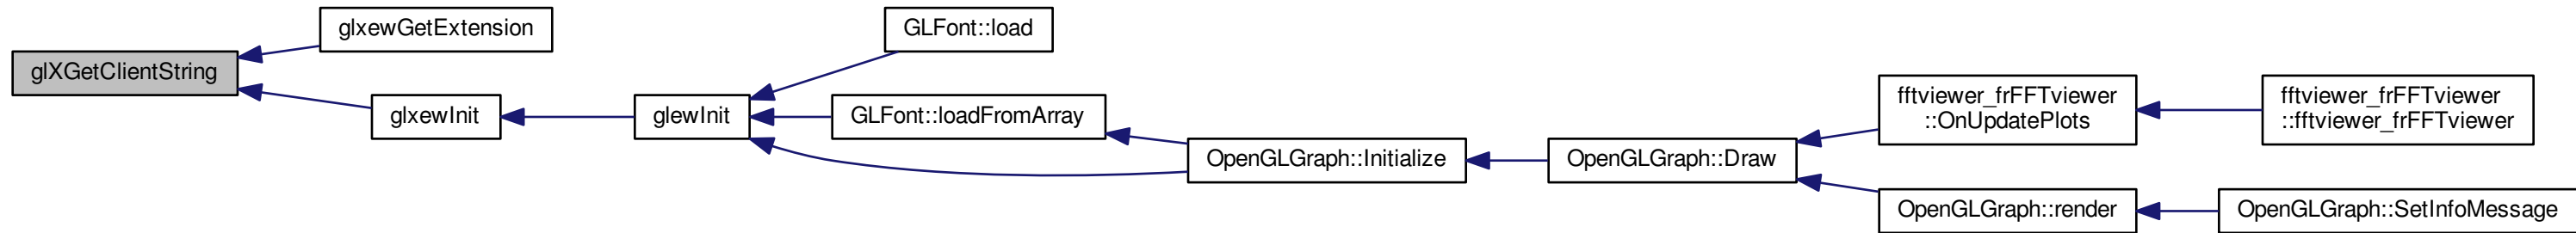 glXGetClientString
glxewGetExtension
glxewInit
glewInit
GLFont::load
GLFont::loadFromArray
OpenGLGraph::Initialize
OpenGLGraph::Draw
fftviewer_frFFTviewer
::OnUpdatePlots
fftviewer_frFFTviewer
::fftviewer_frFFTviewer
OpenGLGraph::render
OpenGLGraph::SetInfoMessage